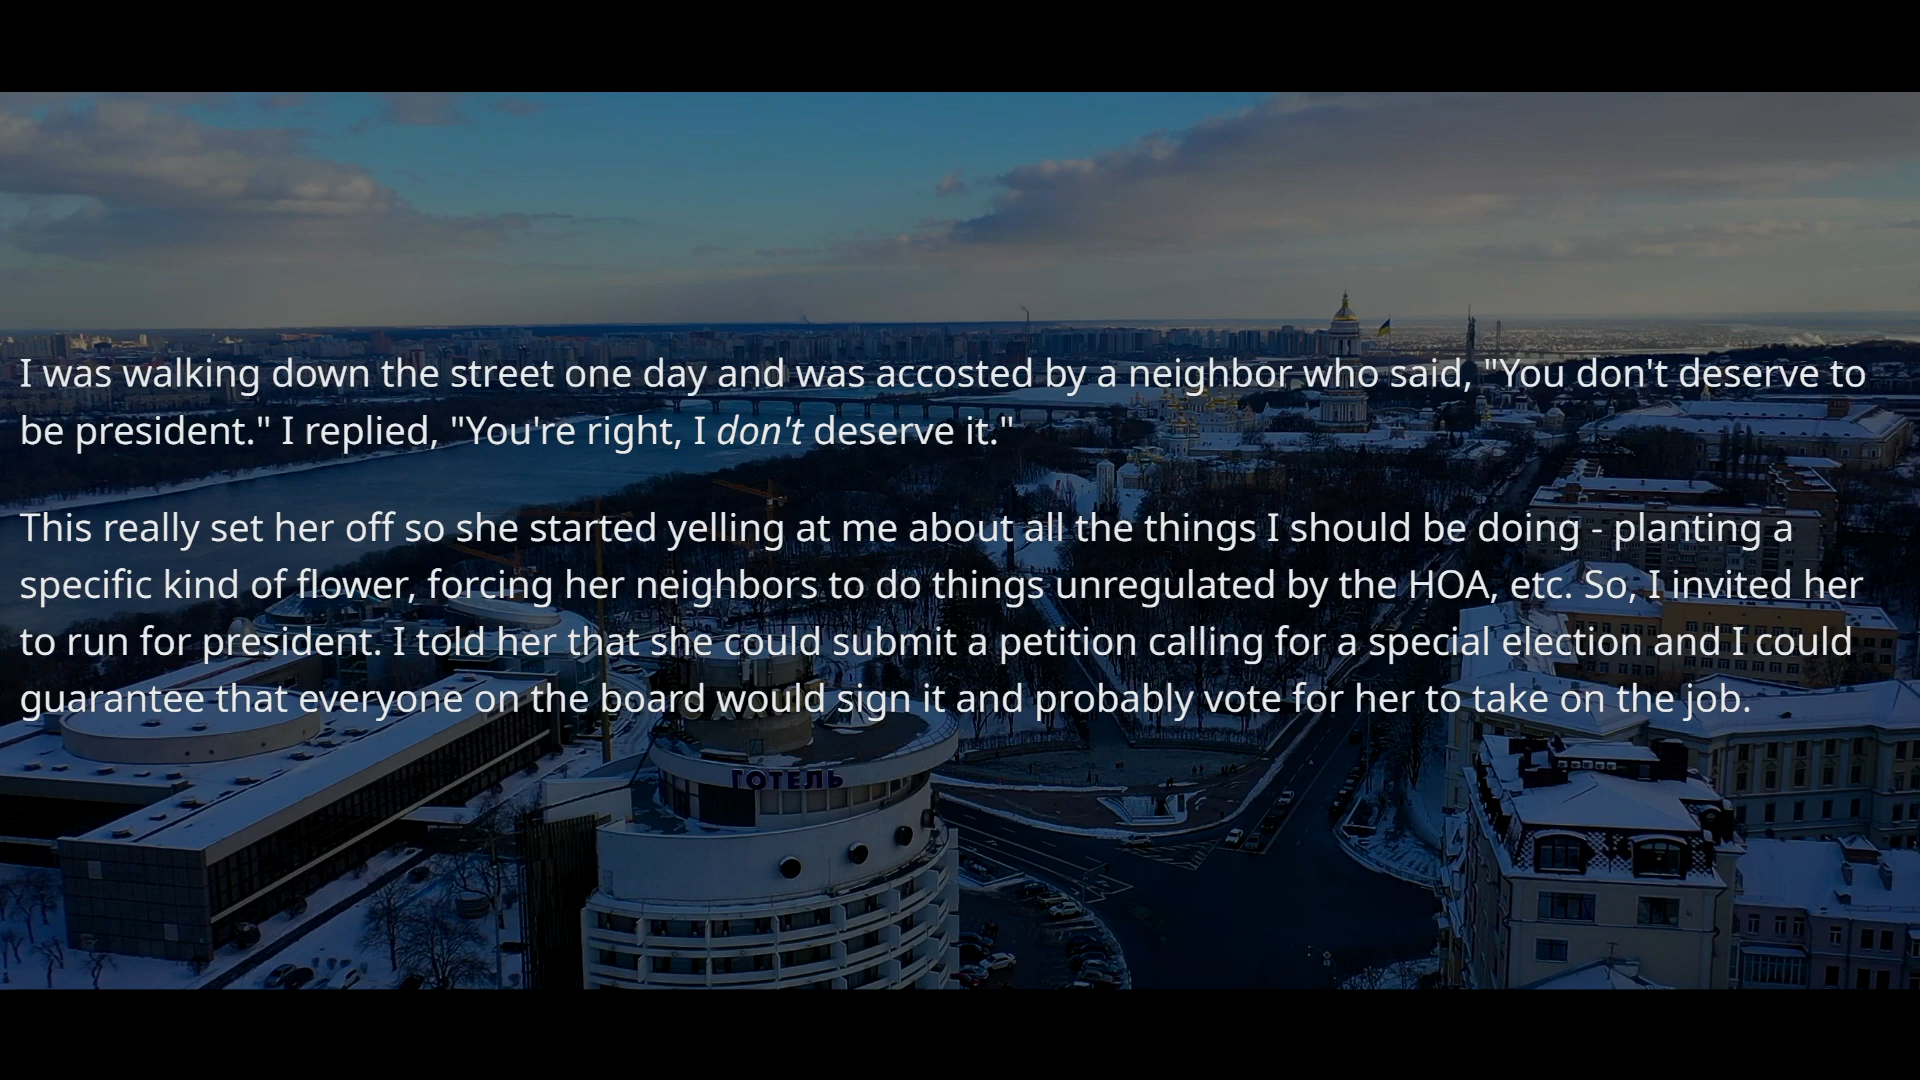 I was walking down the street one day and was accosted by a neighbor who said, "You don't deserve to
be president." I replied, "You're right, I don't deserve it."
This really set her off so she started yelling at me about all the things I should be doing - planting a
specific kind of flower, forcing her neighbors to do things unregulated by the HOA, etc. So, I invited her
to run for president. I told her that she could submit a petition calling for a special election and I could
guarantee that everyone on the board would sign it and probably vote for her to take on the job.
ГОТЕЛЬ